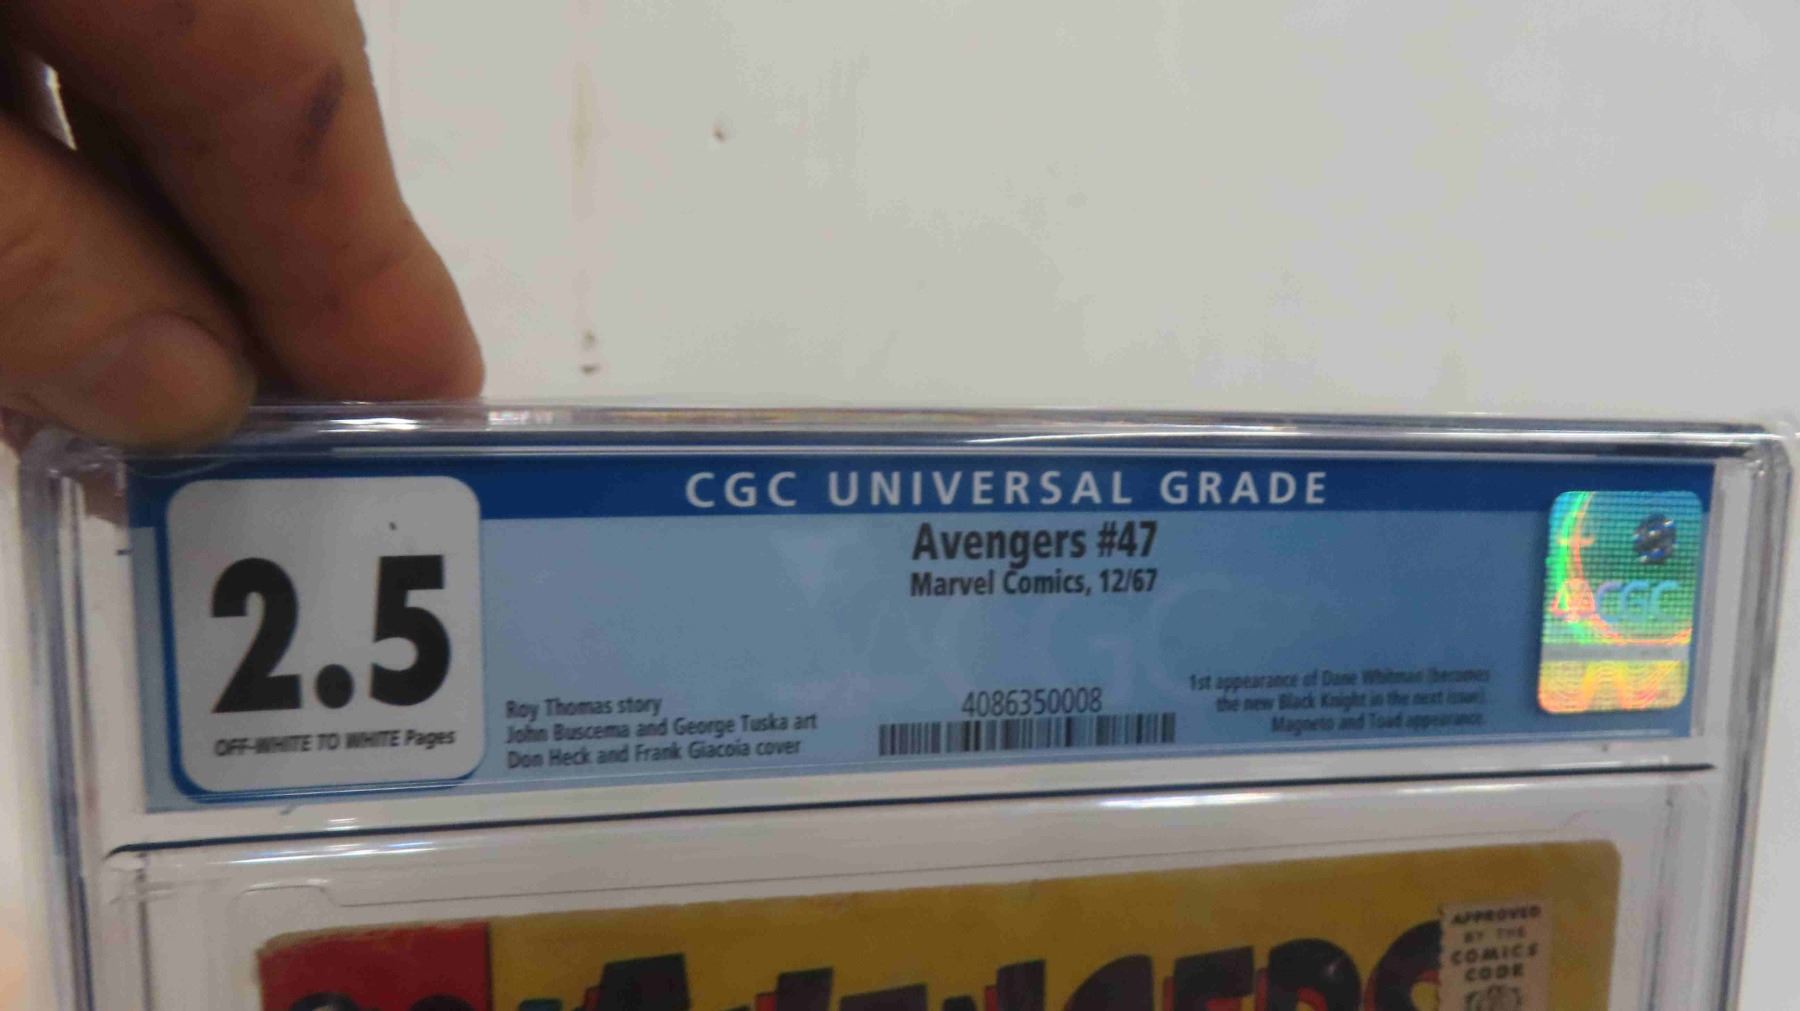 CGC UNIVERSAL GRADE
2.5
OFF-WHITE TO WHITE Pages
Avengers #47
Marvel Comics, 12/67
Roy Thomas story
John Buscema and George Tuska art
Don Heck and Frank Giacoia cover
4086350008
1st appearance of Dane Whitman (becomes
the new Black Knight in the next issue).
Magneto and Toad appearance.
CGC
AVENGERS
APPROVED
BY THE
COMICS
CODE